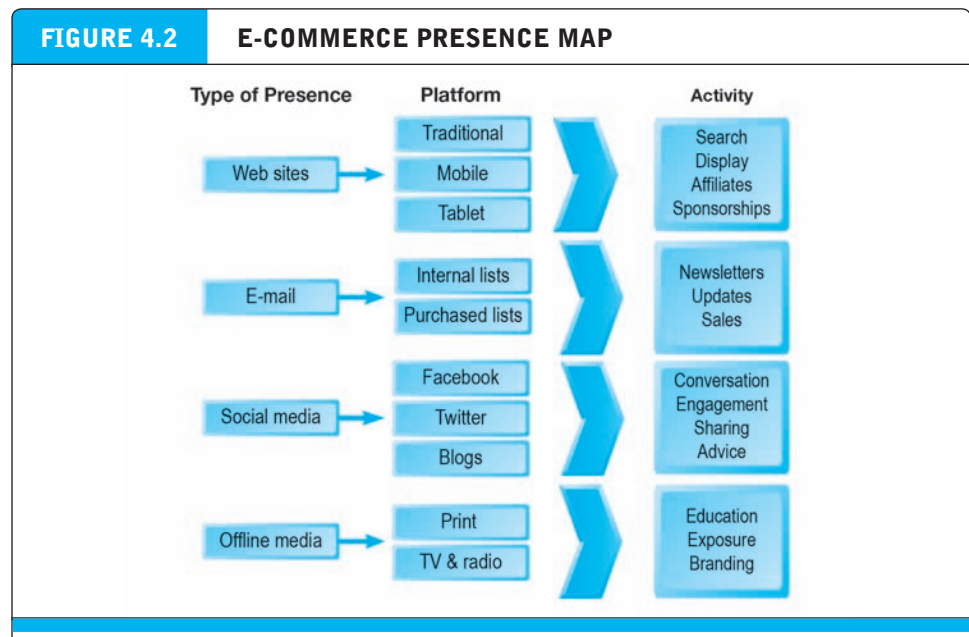 FIGURE 4.2 E-COMMERCE PRESENCE MAP
Type of Presence Platform Activity
Web sites
Traditional
Mobile
Tablet
Search
Display
Affiliates
Sponsorships
E-mail
Internal lists
Purchased lists
Newsletters
Updates
Sales
Social media
Facebook
Twitter
Blogs
Conversation
Engagement
Sharing
Advice
Offline media
Print
TV & radio
Education
Exposure
Branding